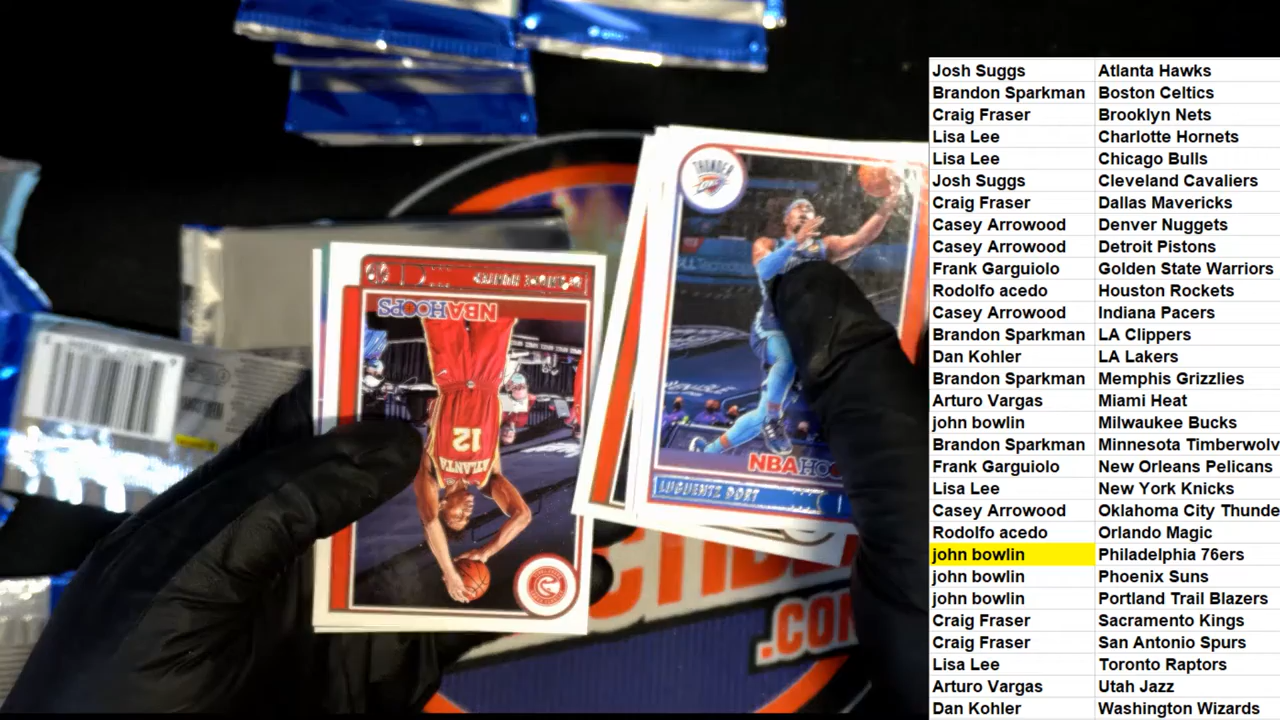 Josh Suggs Atlanta Hawks
Brandon Sparkman Boston Celtics
Craig Fraser Brooklyn Nets
Lisa Lee Charlotte Hornets
Lisa Lee Chicago Bulls
Josh Suggs Cleveland Cavaliers
Craig Fraser Dallas Mavericks
Casey Arrowood Denver Nuggets
Casey Arrowood Detroit Pistons
Frank Garguiolo Golden State Warriors
Rodolfo acedo Houston Rockets
Casey Arrowood Indiana Pacers
Brandon Sparkman LA Clippers
Dan Kohler LA Lakers
Brandon Sparkman Memphis Grizzlies
Arturo Vargas Miami Heat
john bowlin Milwaukee Bucks
Brandon Sparkman Minnesota Timberwolv
Frank Garguiolo New Orleans Pelicans
Lisa Lee New York Knicks
Casey Arrowood Oklahoma City Thunde
Rodolfo acedo Orlando Magic
john bowlin Philadelphia 76ers
john bowlin Phoenix Suns
john bowlin Portland Trail Blazers
Craig Fraser Sacramento Kings
Craig Fraser San Antonio Spurs
Lisa Lee Toronto Raptors
Arturo Vargas Utah Jazz
Dan Kohler Washington Wizards
THUNDER
NBA HOO
LUGUENTZ DORT
NBA HOOPS
12
ATLANTA
.CO